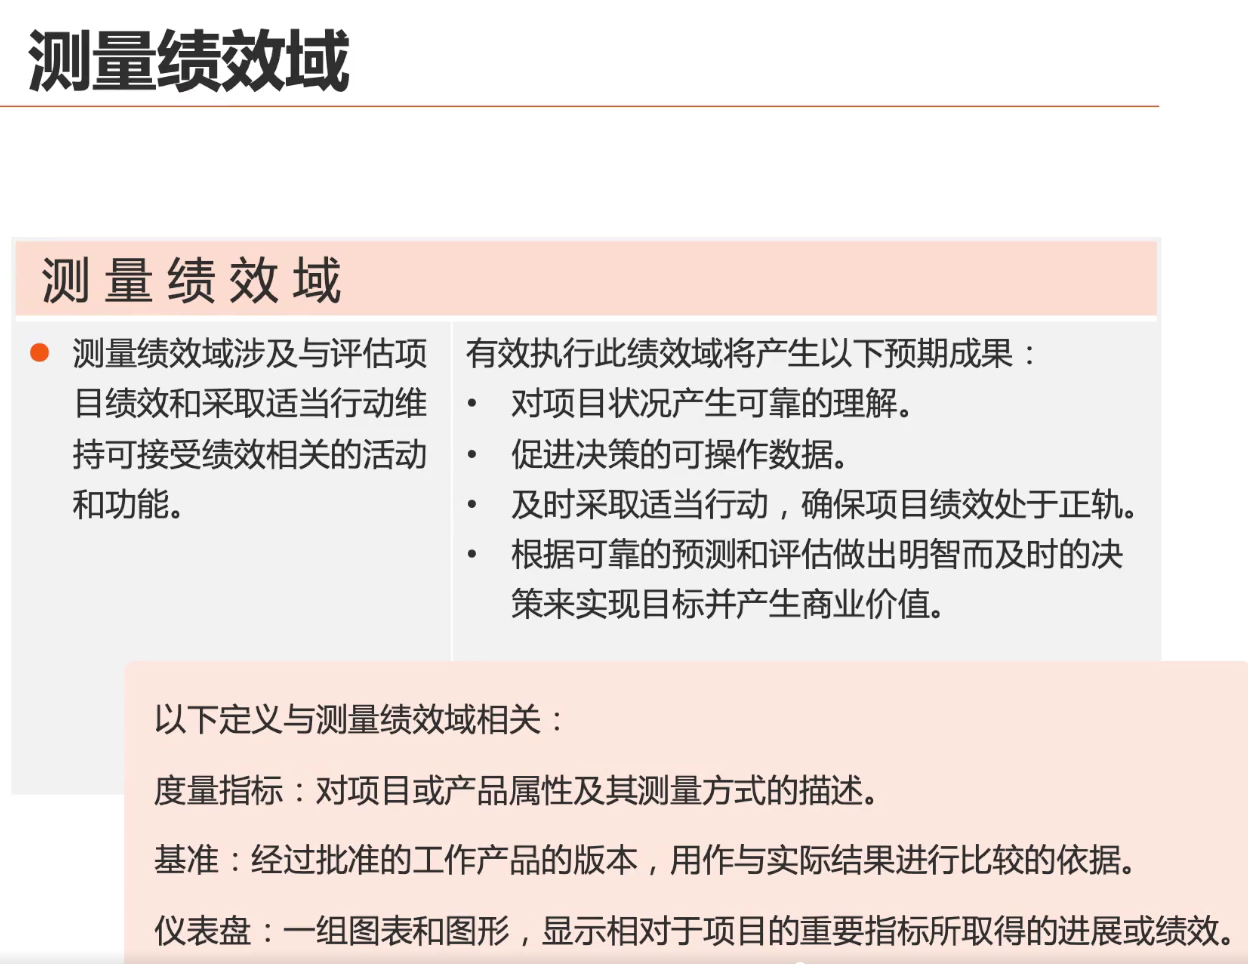 测量绩效域
测量绩效域
测量绩效域涉及与评估项
目绩效和采取适当行动维
持可接受绩效相关的活动
和功能。
有效执行此绩效域将产生以下预期成果：
• 对项目状况产生可靠的理解。
• 促进决策的可操作数据。
• 及时采取适当行动，确保项目绩效处于正轨。
• 根据可靠的预测和评估做出明智而及时的决
策来实现目标并产生商业价值。
以下定义与测量绩效域相关：
度量指标：对项目或产品属性及其测量方式的描述。
基准：经过批准的工作产品的版本，用作与实际结果进行比较的依据。
仪表盘：一组图表和图形，显示相对于项目的重要指标所取得的进展或绩效。